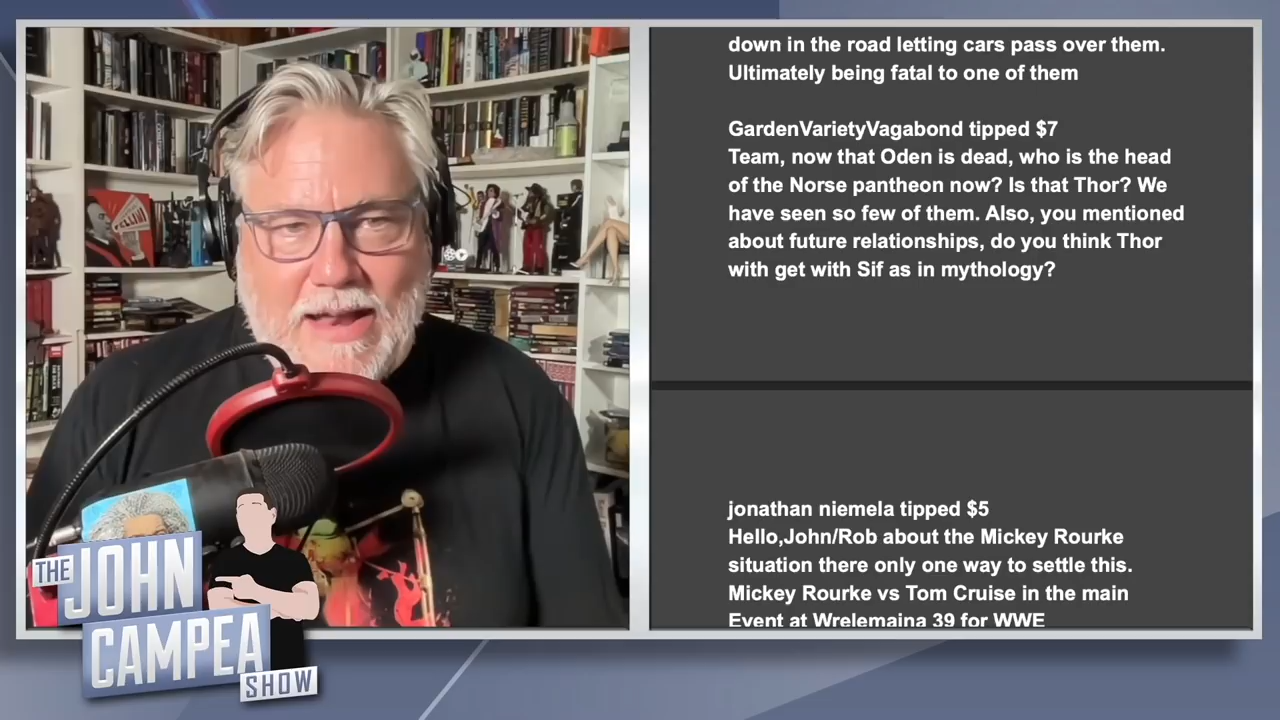 down in the road letting cars pass over them.
Ultimately being fatal to one of them
GardenVarietyVagabond tipped $7
Team, now that Oden is dead, who is the head
of the Norse pantheon now? Is that Thor? We
have seen so few of them. Also, you mentioned
about future relationships, do you think Thor
with get with Sif as in mythology?
jonathan niemela tipped $5
Hello,John/Rob about the Mickey Rourke
situation there only one way to settle this.
Mickey Rourke vs Tom Cruise in the main
Event at Wrelemaina 39 for WWE
FELLINI
THE JOHN
CAMPEA
SHOW